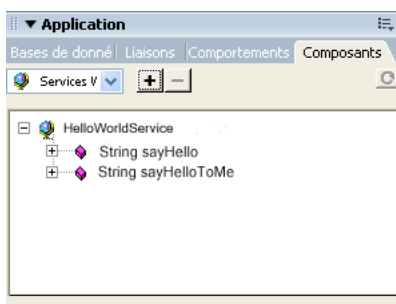 Application
Bases de donné Liaisons Comportements Composants
Services V
HelloWorldService
String sayHello
String sayHelloToMe